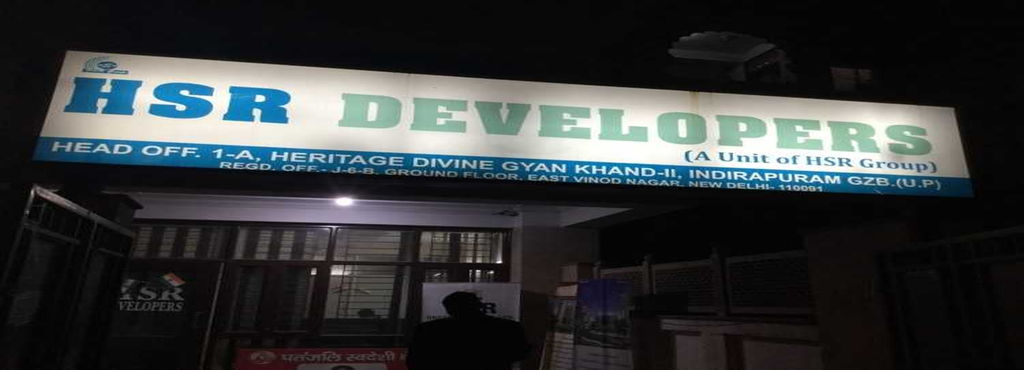 HSR DEVELOPERS
(A Unit of HSR Group)
HEAD OFF. 1-A, HERITAGE DIVINE GYAN KHAND-II, INDIRAPURAM GZB.(U.P)
REGD. OFF.- J-6-B, GROUND FLOOR, EAST VINOD NAGAR, NEW DELHI- 110091
HSR
VELOPERS
पतंजलि स्वदेशी